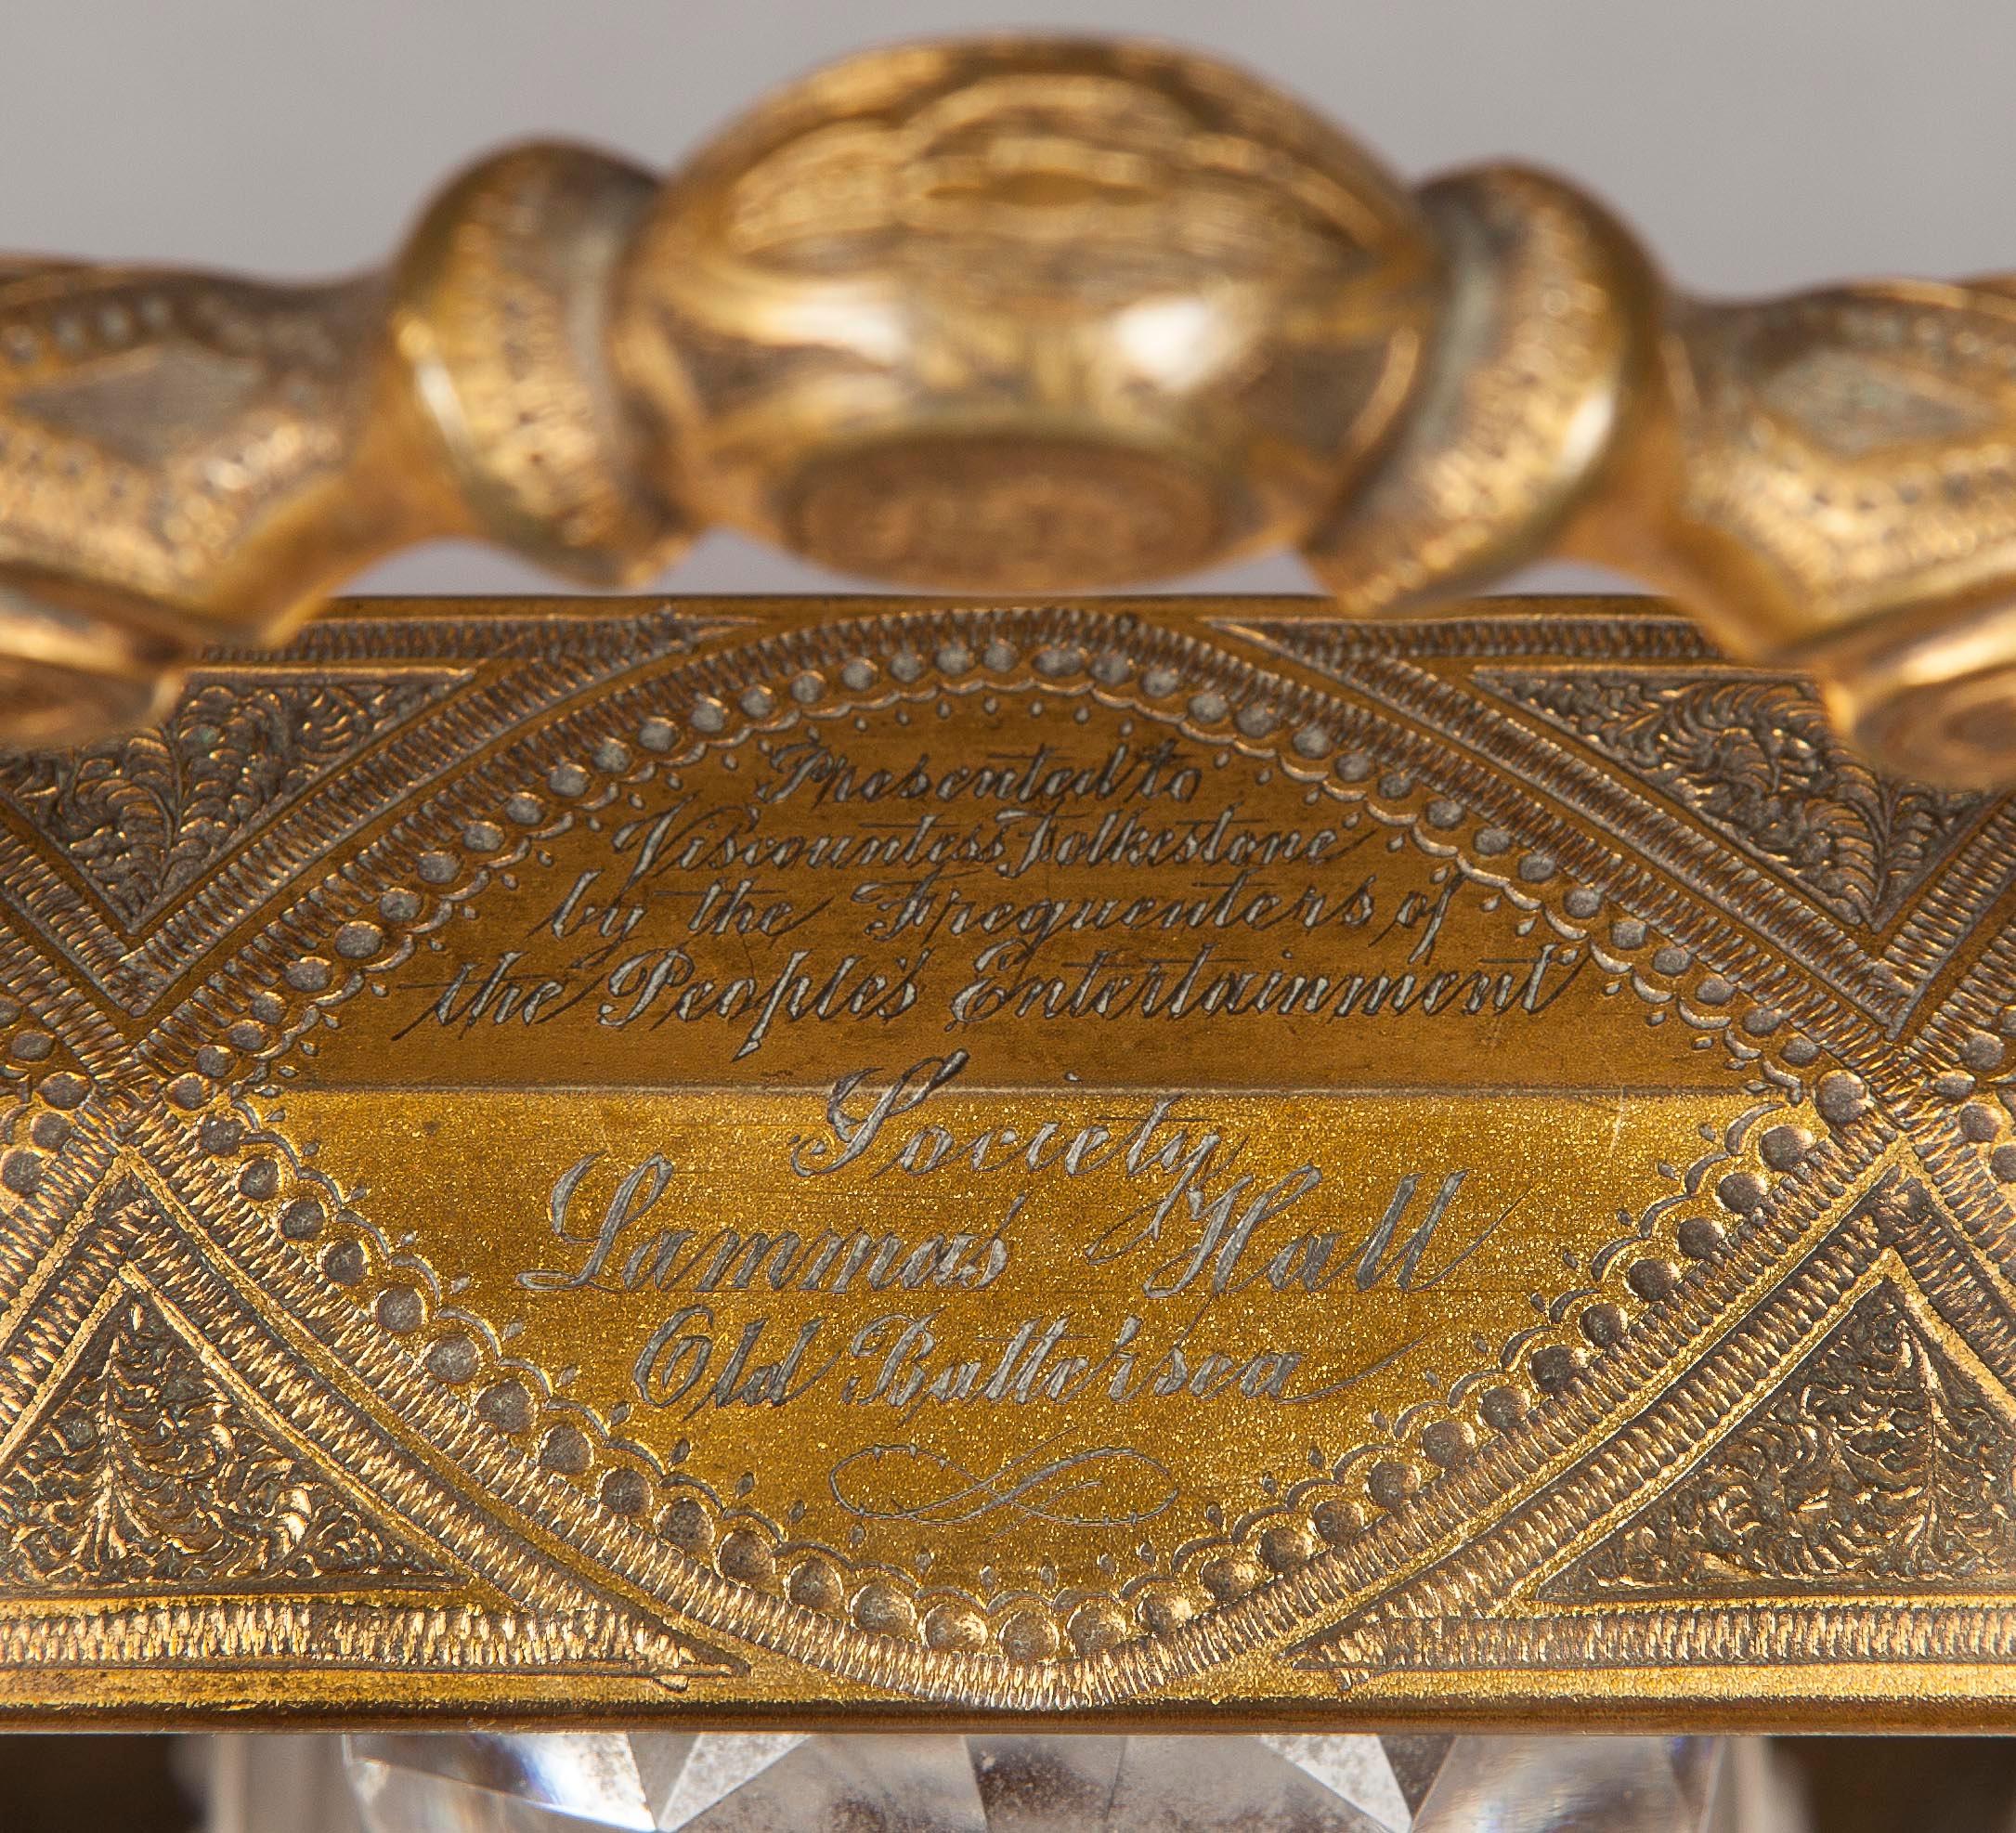 Presented to
Viscountess Folkestone
by the Frequenters of
the People's Entertainment
Society
Lammas' Hall
Old Battersea